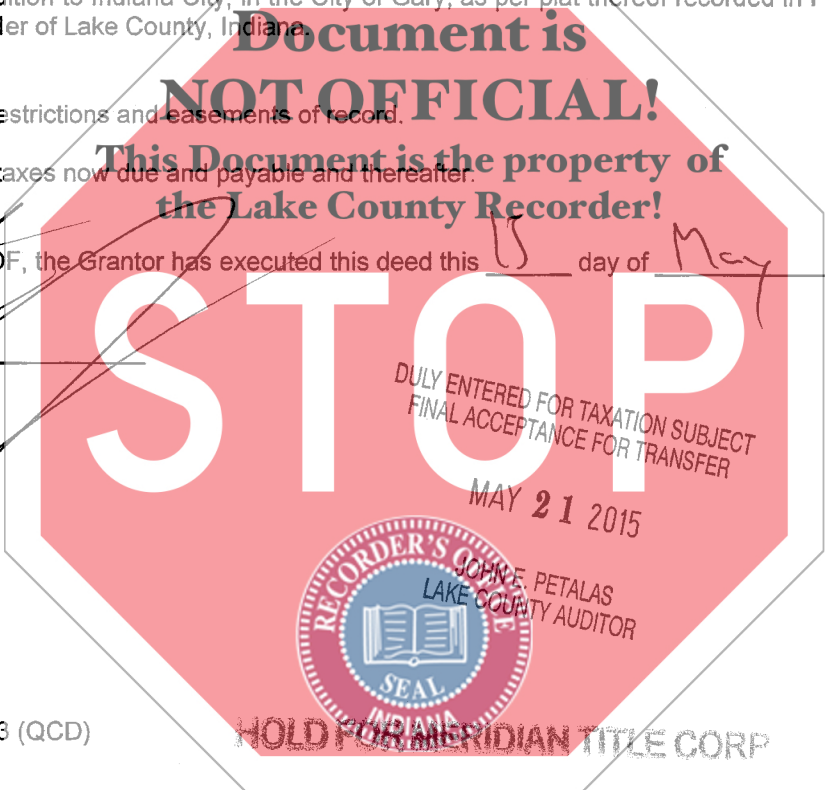 dition to Indiana City, in the City of Gary, as per plat thereof recorded in
der of Lake County, Indiana.
Document is
NOT OFFICIAL!
estrictions and easements of record.
This Document is the property of
taxes now due and payable and thereafter.
the Lake County Recorder!
OF, the Grantor has executed this deed this 15 day of May
STOP
DULY ENTERED FOR TAXATION SUBJECT
FINAL ACCEPTANCE FOR TRANSFER
MAY 21 2015
JOHN E. PETALAS
LAKE COUNTY AUDITOR
RECORDER'S OFFICE
SEAL
INDIANA
3 (QCD)
HOLD FOR MERIDIAN TITLE CORP